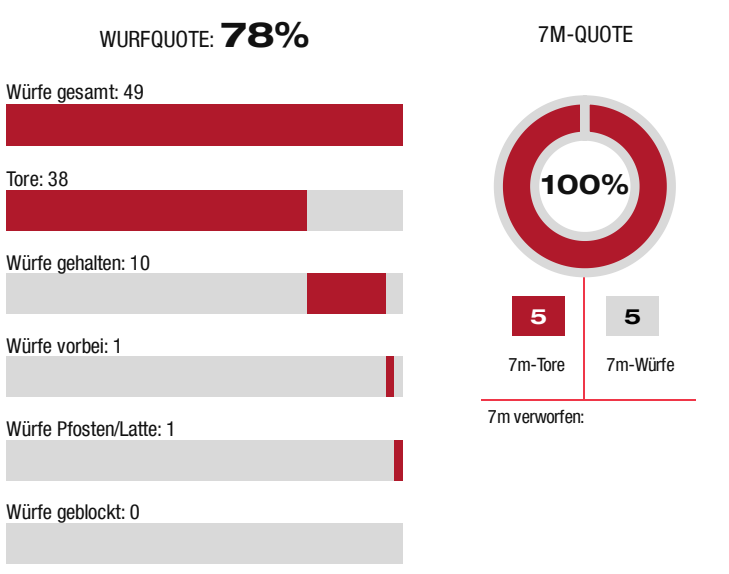 WURFQUOTE: 78%
Würfe gesamt: 49
Tore: 38
Würfe gehalten: 10
Würfe vorbei: 1
Würfe Pfosten/Latte: 1
Würfe geblockt: 0
7M-QUOTE
100%
5 5
7m-Tore 7m-Würfe
7m verworfen: